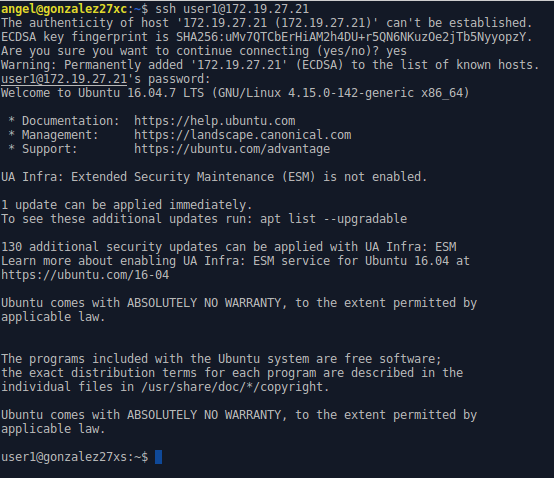 angel@gonzalez27xc:~$ ssh user1@172.19.27.21
The authenticity of host '172.19.27.21 (172.19.27.21)' can't be established.
ECDSA key fingerprint is SHA256:uMv7QTCbErHiAM2h4DU+r5QN6NKuzOe2jTb5NyyopzY.
Are you sure you want to continue connecting (yes/no)? yes
Warning: Permanently added '172.19.27.21' (ECDSA) to the list of known hosts.
user1@172.19.27.21's password:
Welcome to Ubuntu 16.04.7 LTS (GNU/Linux 4.15.0-142-generic x86_64)
* Documentation:  https://help.ubuntu.com
* Management:     https://landscape.canonical.com
* Support:        https://ubuntu.com/advantage
UA Infra: Extended Security Maintenance (ESM) is not enabled.
1 update can be applied immediately.
To see these additional updates run: apt list --upgradable
130 additional security updates can be applied with UA Infra: ESM
Learn more about enabling UA Infra: ESM service for Ubuntu 16.04 at
https://ubuntu.com/16-04
Ubuntu comes with ABSOLUTELY NO WARRANTY, to the extent permitted by
applicable law.
The programs included with the Ubuntu system are free software;
the exact distribution terms for each program are described in the
individual files in /usr/share/doc/*/copyright.
Ubuntu comes with ABSOLUTELY NO WARRANTY, to the extent permitted by
applicable law.
user1@gonzalez27xs:~$